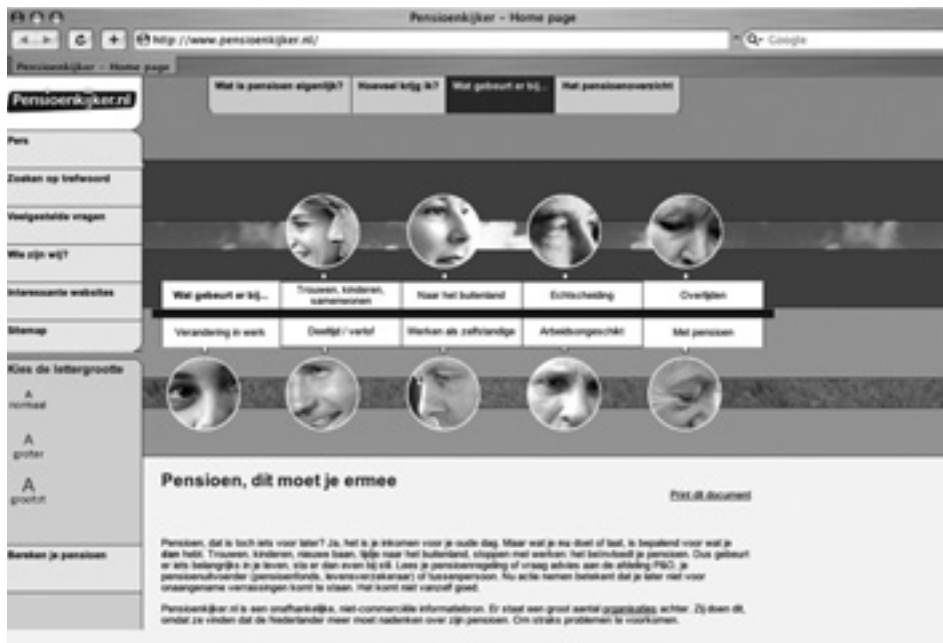 Pensioenkijker – Home page
http://www.pensioenkijker.nl/
Google
Pensioenkijker – Home page
Pensioenkijker.nl
Wat is pensioen eigenlijk?
Hoeveel krijg ik?
Wat gebeurt er bij...
Het pensioenoverzicht
Pers
Zoeken op trefwoord
Veelgestelde vragen
Wie zijn wij?
Interessante websites
Sitemap
Kies de lettergrootte
A
normaal
A
groter
A
grootst
Bereken je pensioen
Wat gebeurt er bij...
Trouwen, kinderen,
samenwonen
Naar het buitenland
Echtscheiding
Overlijden
Verandering in werk
Deeltijd / verlof
Werken als zelfstandige
Arbeidsongeschikt
Met pensioen
Pensioen, dít moet je ermee
Print dit document
Pensioen, dat is toch iets voor later? Ja, het is je inkomen voor je oude dag. Maar wat je nu doet of laat, is bepalend voor wat je
dan hebt. Trouwen, kinderen, nieuwe baan, tijdje naar het buitenland, stoppen met werken: het beïnvloedt je pensioen. Dus gebeurt
er iets belangrijks in je leven, sta er dan even bij stil. Lees je pensioenregeling of vraag advies aan de afdeling P&O, je
pensioenuitvoerder (pensioenfonds, levensverzekeraar) of tussenpersoon. Nu actie nemen betekent dat je later niet voor
onaangename verrassingen komt te staan. Het komt niet vanzelf goed.
Pensioenkijker.nl is een onafhankelijke, niet-commerciële informatiebron. Er staat een groot aantal organisaties achter. Zij doen dit,
omdat ze vinden dat de Nederlander meer moet nadenken over zijn pensioen. Om straks problemen te voorkomen.